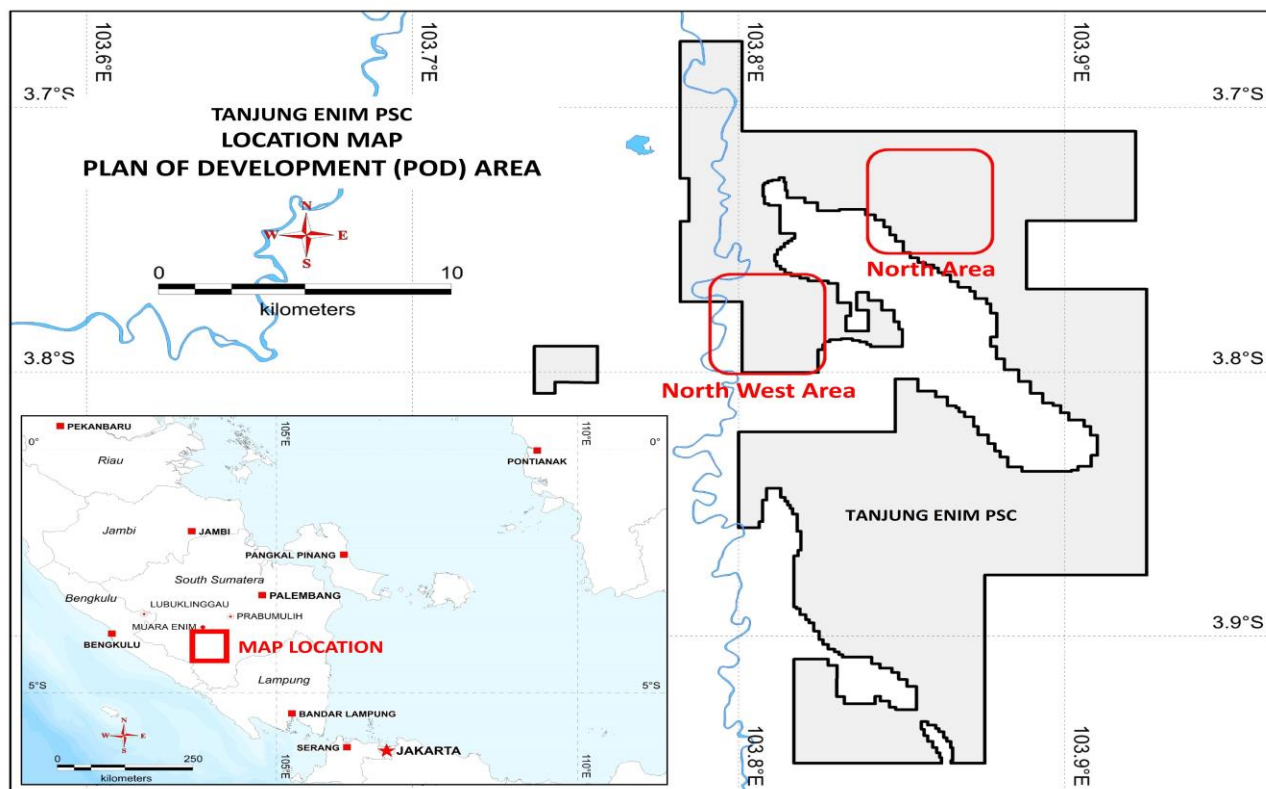 103.6°E
103.7°E
103.8°E
103.9°E
3.7°S
3.7°S
TANJUNG ENIM PSC
LOCATION MAP
PLAN OF DEVELOPMENT (POD) AREA
N
W E
S
0 10
kilometers
North Area
3.8°S
3.8°S
North West Area
TANJUNG ENIM PSC
3.9°S
103.8°E
103.9°E
PEKANBARU
0°
105°E
110°E
0°
Riau
PONTIANAK
Jambi
JAMBI
PANGKAL PINANG
South Sumatera
Bengkulu
PALEMBANG
LUBUKLINGGAU
PRABUMULIH
MUARA ENIM
BENGKULU
MAP LOCATION
Lampung
5°S
5°S
BANDAR LAMPUNG
N
W E
S
SERANG
JAKARTA
0 250
kilometers
105°E
110°E